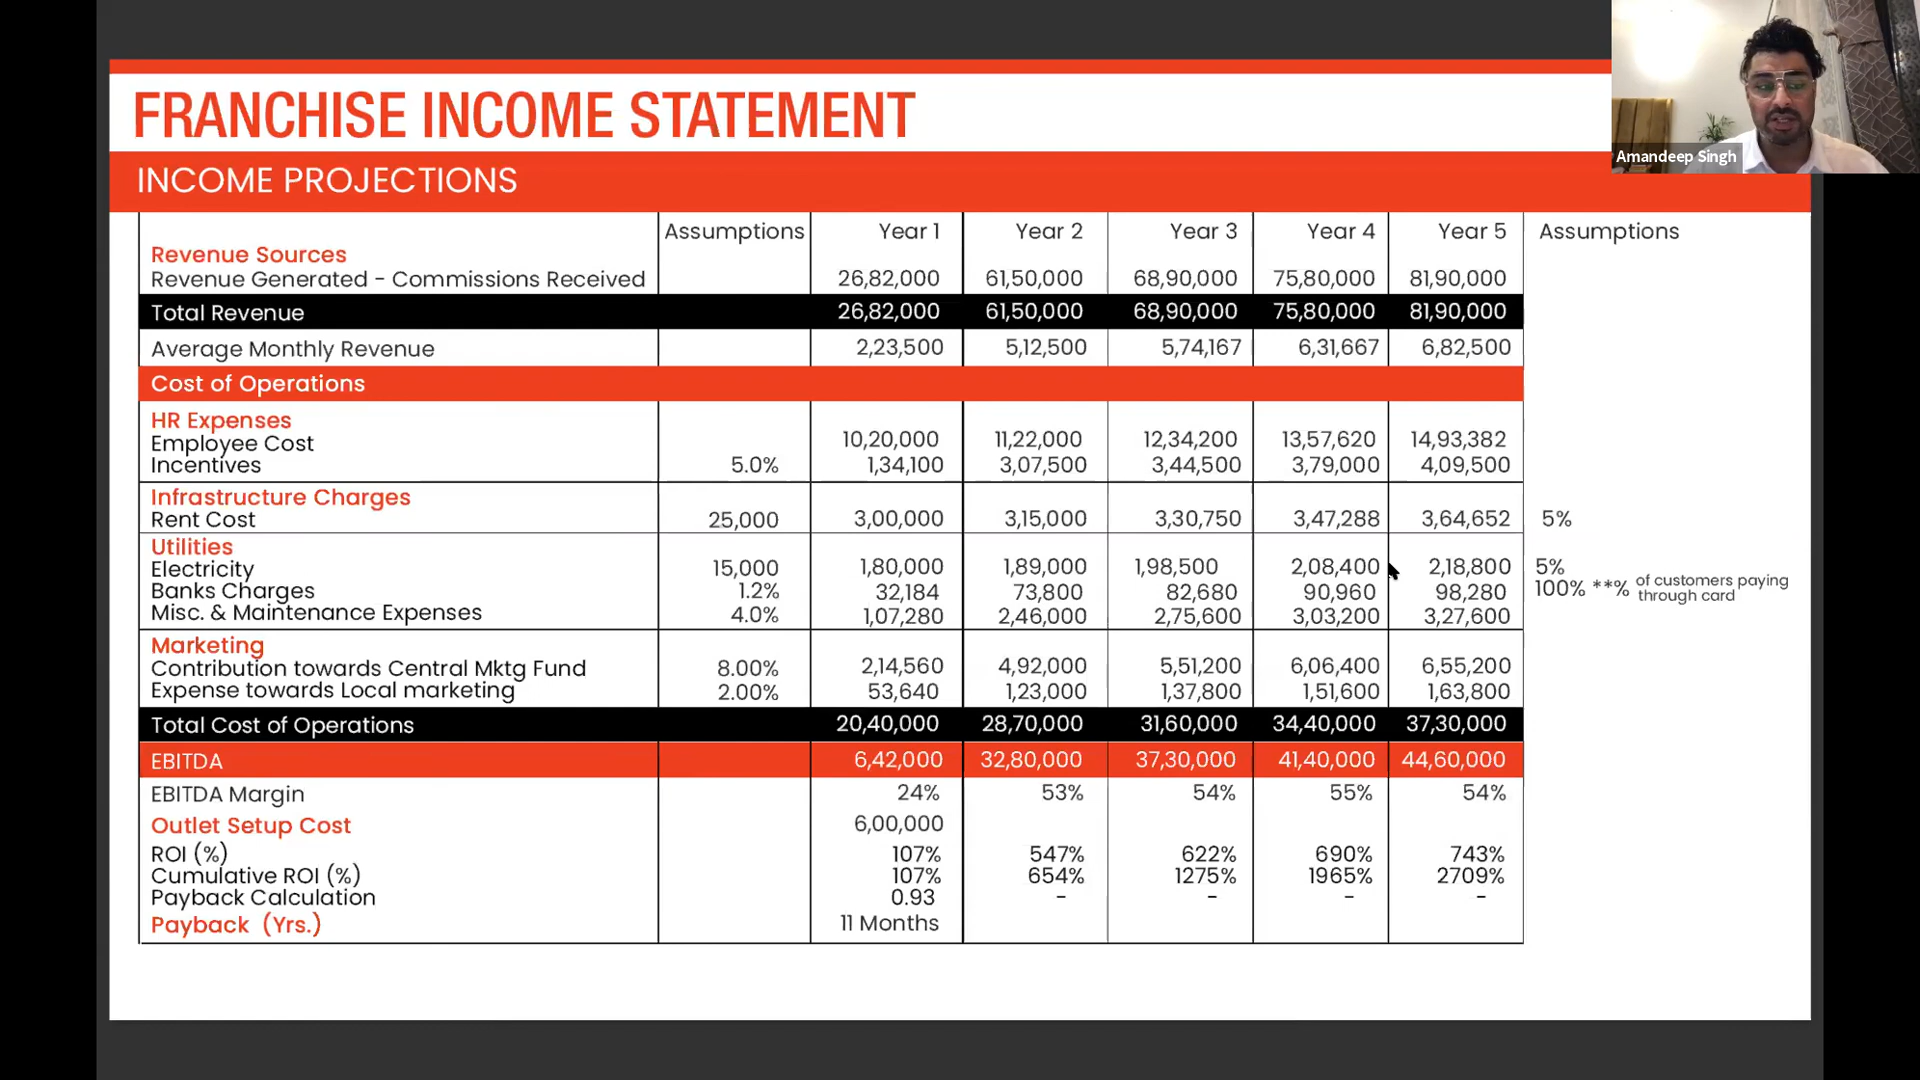 Amandeep Singh
FRANCHISE INCOME STATEMENT
INCOME PROJECTIONS
Assumptions Year 1 Year 2 Year 3 Year 4 Year 5 Assumptions
Revenue Sources
Revenue Generated - Commissions Received 26,82,000 61,50,000 68,90,000 75,80,000 81,90,000
Total Revenue 26,82,000 61,50,000 68,90,000 75,80,000 81,90,000
Average Monthly Revenue 2,23,500 5,12,500 5,74,167 6,31,667 6,82,500
Cost of Operations
HR Expenses
Employee Cost 10,20,000 11,22,000 12,34,200 13,57,620 14,93,382
Incentives 5.0% 1,34,100 3,07,500 3,44,500 3,79,000 4,09,500
Infrastructure Charges
Rent Cost 25,000 3,00,000 3,15,000 3,30,750 3,47,288 3,64,652 5%
Utilities
Electricity 15,000 1,80,000 1,89,000 1,98,500 2,08,400 2,18,800 5%
Banks Charges 1.2% 32,184 73,800 82,680 90,960 98,280 100% **% of customers paying through card
Misc. & Maintenance Expenses 4.0% 1,07,280 2,46,000 2,75,600 3,03,200 3,27,600
Marketing
Contribution towards Central Mktg Fund 8.00% 2,14,560 4,92,000 5,51,200 6,06,400 6,55,200
Expense towards Local marketing 2.00% 53,640 1,23,000 1,37,800 1,51,600 1,63,800
Total Cost of Operations 20,40,000 28,70,000 31,60,000 34,40,000 37,30,000
EBITDA 6,42,000 32,80,000 37,30,000 41,40,000 44,60,000
EBITDA Margin 24% 53% 54% 55% 54%
Outlet Setup Cost 6,00,000
ROI (%) 107% 547% 622% 690% 743%
Cumulative ROI (%) 107% 654% 1275% 1965% 2709%
Payback Calculation 0.93 - - - -
Payback (Yrs.) 11 Months